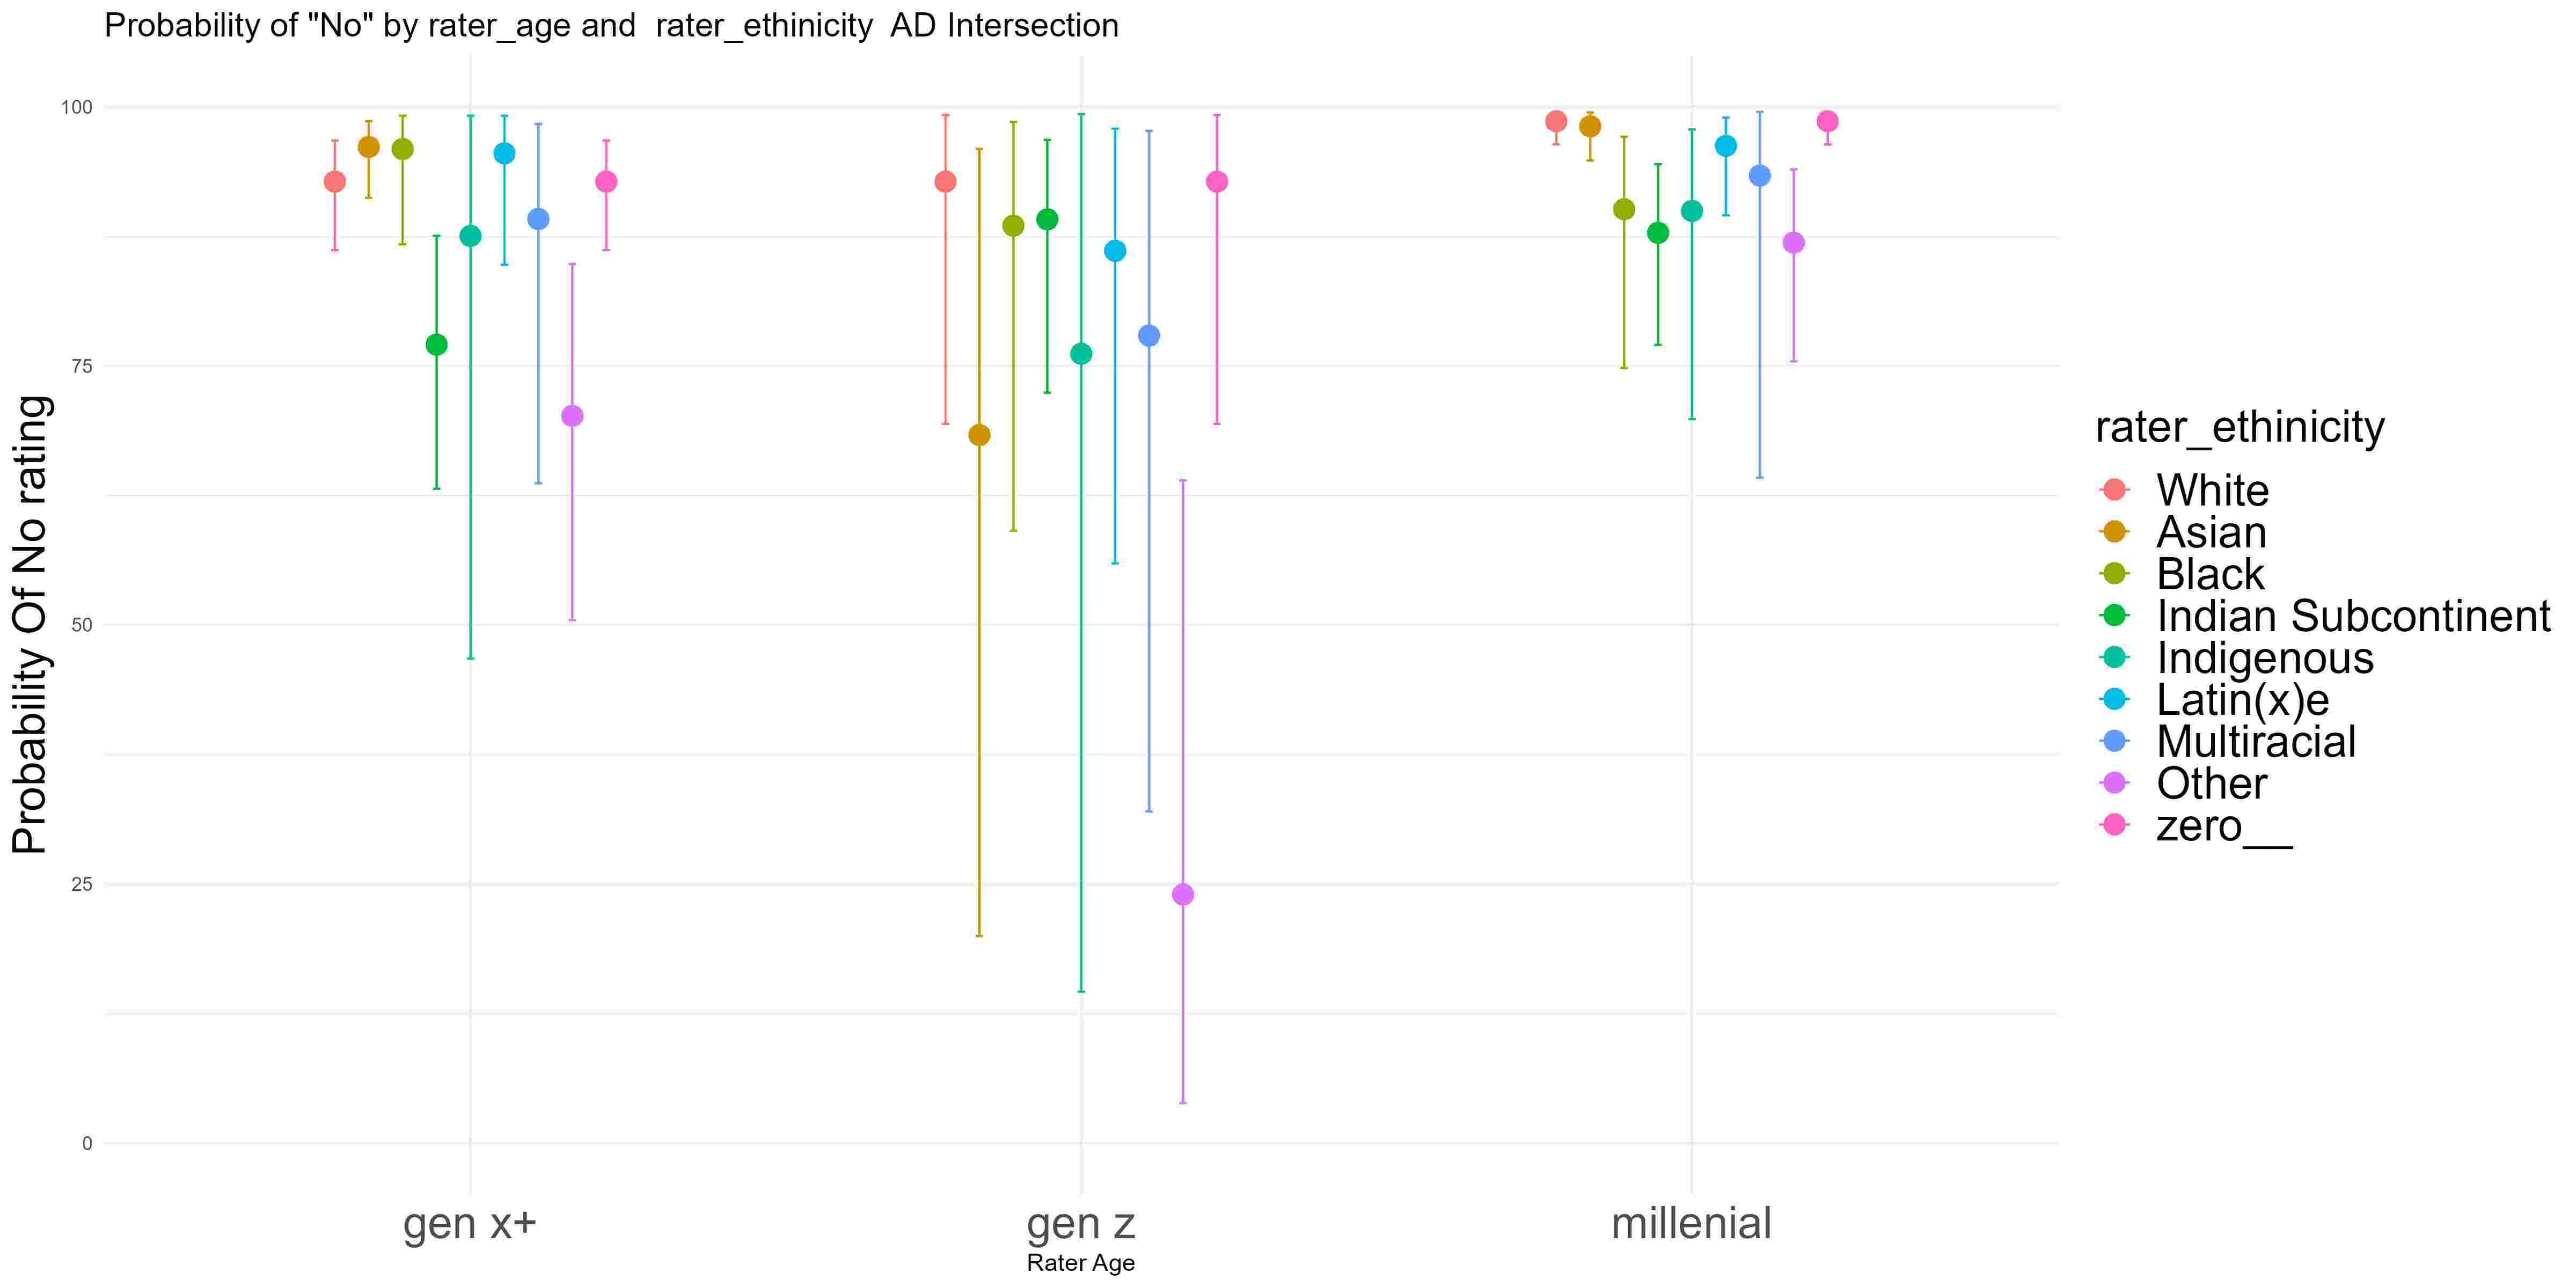 Probability of "No" by rater_age and  rater_ethinicity  AD Intersection
Probability Of No rating
100
75
50
25
0
gen x+
gen z
millenial
Rater Age
rater_ethinicity
White
Asian
Black
Indian Subcontinent
Indigenous
Latin(x)e
Multiracial
Other
zero__